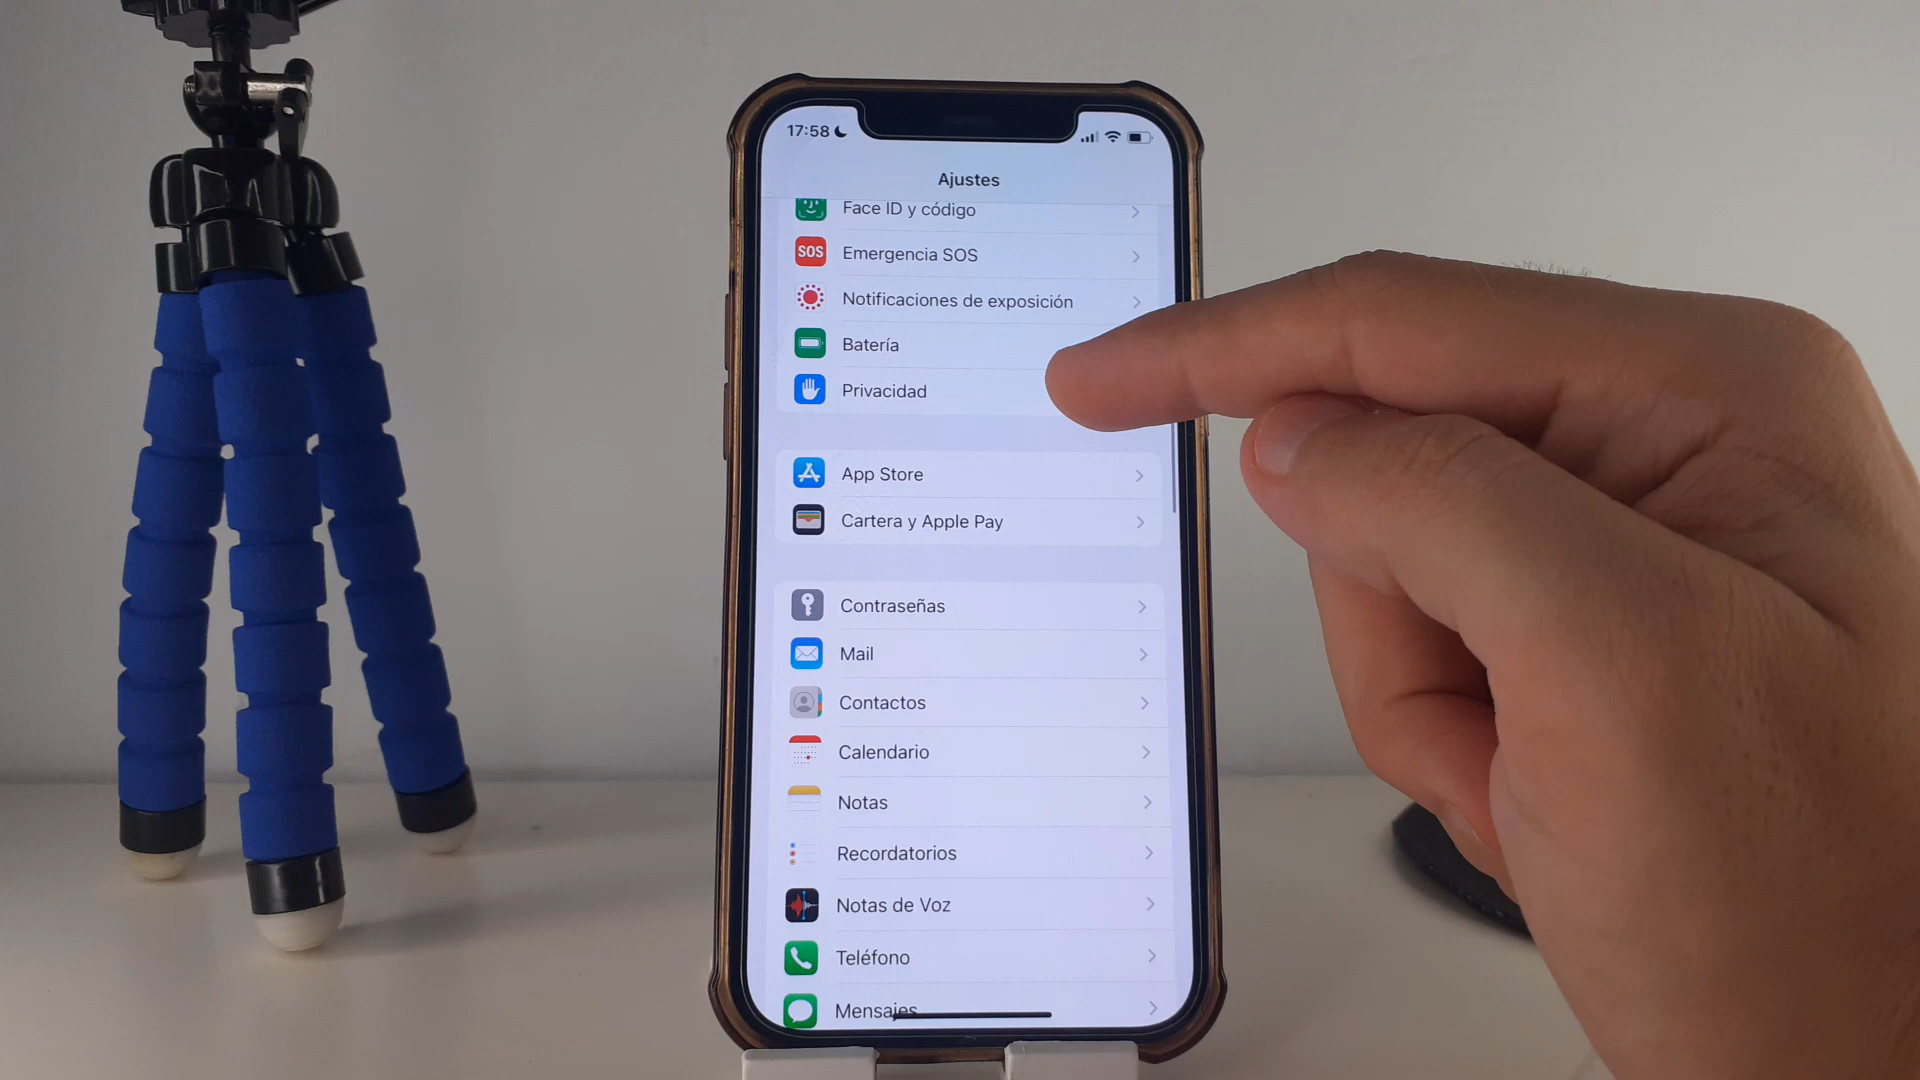 17:58
Ajustes
Face ID y código
SOS
Emergencia SOS
Notificaciones de exposición
Batería
Privacidad
App Store
Cartera y Apple Pay
Contraseñas
Mail
Contactos
Calendario
Notas
Recordatorios
Notas de Voz
Teléfono
Mensajes